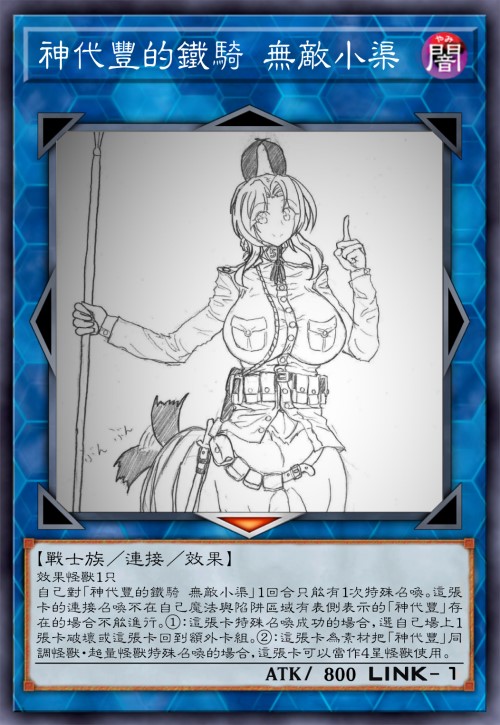 神代豐的鐵騎 無敵小渠
やみ
闇
ぶん ぶん
【戰士族／連接／效果】
效果怪獸1只
自己對「神代豐的鐵騎 無敵小渠」1回合只能有1次特殊召喚。這張
卡的連接召喚不在自己魔法與陷阱區域有表側表示的「神代豐」存
在的場合不能進行。①：這張卡特殊召喚成功的場合，選自己場上1
張卡破壞或這張卡回到額外卡組。②：這張卡為素材把「神代豐」同
調怪獸·超量怪獸特殊召喚的場合，這張卡可以當作4星怪獸使用。
ATK/ 800 LINK-1